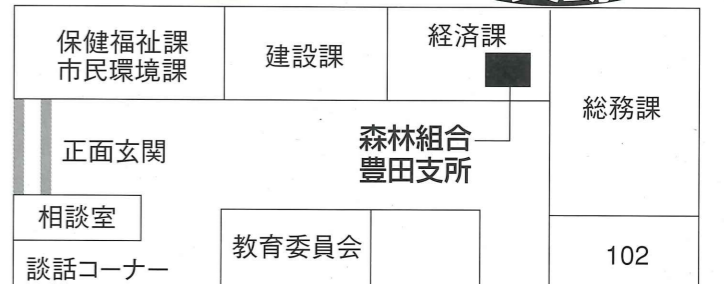 保健福祉課
市民環境課
建設課
経済課
総務課
正面玄関
森林組合
豊田支所
相談室
教育委員会
102
談話コーナー